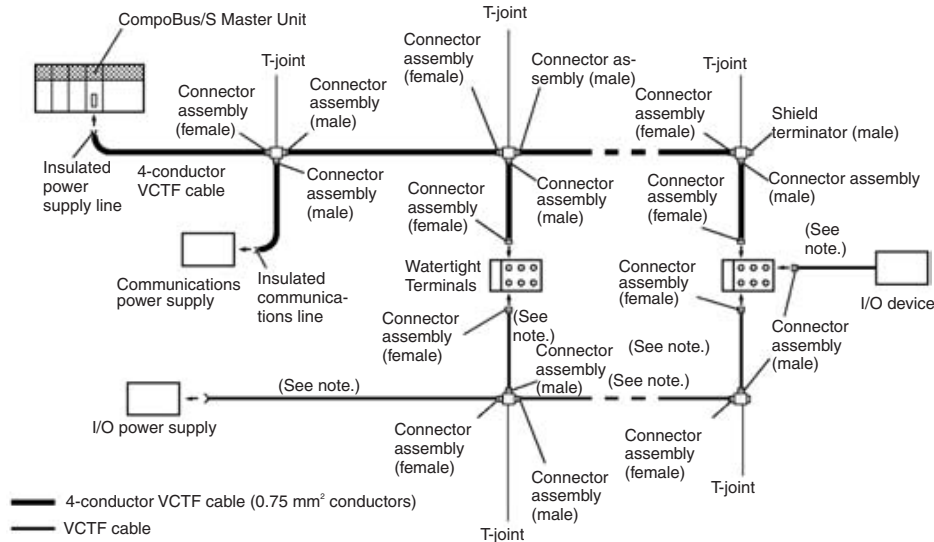 CompoBus/S Master Unit
T-joint
T-joint
T-joint
Connector
assembly
(female)
Connector
assembly
(male)
Connector
assembly
(female)
Connector as-
sembly (male)
Connector
assembly
(female)
Shield
terminator (male)
Insulated
power
supply line
4-conductor
VCTF cable
Connector
assembly
(male)
Connector
assembly
(female)
Connector
assembly
(male)
Connector
assembly
(female)
Connector assembly
(male)
(See
note.)
Communications
power supply
Insulated
communica-
tions line
Watertight
Terminals
Connector
assembly
(female)
I/O device
Connector
assembly
(female)
(See
note.)
Connector
assembly
(male)
(See note.)
Connector
assembly
(male)
(See note.)
(See note.)
I/O power supply
Connector
assembly
(female)
Connector
assembly
(male)
Connector
assembly
(female)
T-joint
T-joint
4-conductor VCTF cable (0.75 mm² conductors)
VCTF cable